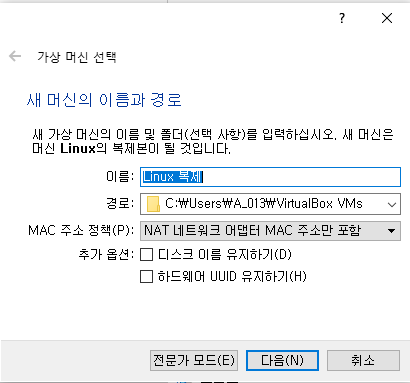 ?
가상 머신 선택
새 머신의 이름과 경로
새 가상 머신의 이름 및 폴더(선택 사항)를 입력하십시오. 새 머신은
머신 Linux의 복제본이 될 것입니다.
이름: Linux 복제
경로: C:₩Users₩A_013₩VirtualBox VMs
MAC 주소 정책(P): NAT 네트워크 어댑터 MAC 주소만 포함
추가 옵션: 디스크 이름 유지하기(D)
하드웨어 UUID 유지하기(H)
전문가 모드(E) 다음(N) 취소